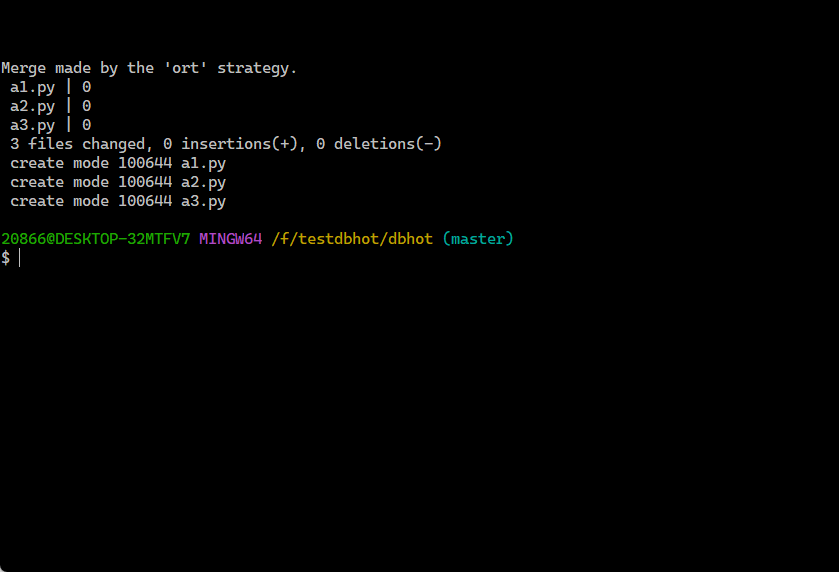 Merge made by the 'ort' strategy.
 a1.py | 0
 a2.py | 0
 a3.py | 0
 3 files changed, 0 insertions(+), 0 deletions(-)
 create mode 100644 a1.py
 create mode 100644 a2.py
 create mode 100644 a3.py
20866@DESKTOP-32MTFV7 MINGW64 /f/testdbhot/dbhot (master)
$